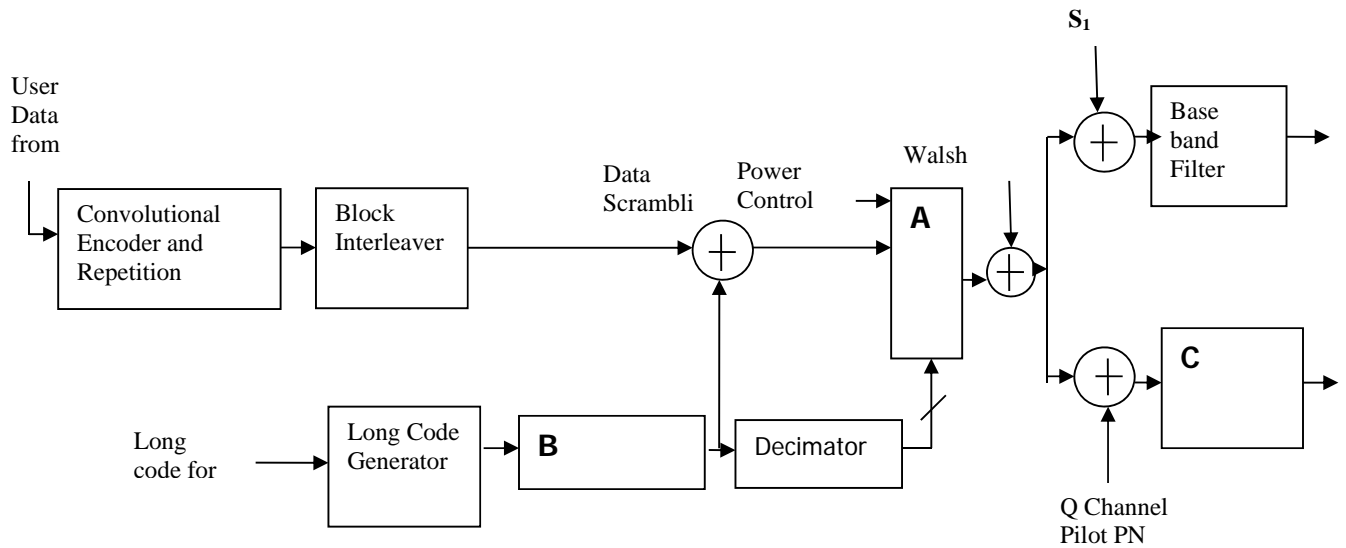 S₁
User
Data
from
Base
band
Filter
Walsh
Data
Scrambli
Power
Control
A
Convolutional
Encoder and
Repetition
Block
Interleaver
C
Long
code for
Long Code
Generator
B
Decimator
Q Channel
Pilot PN